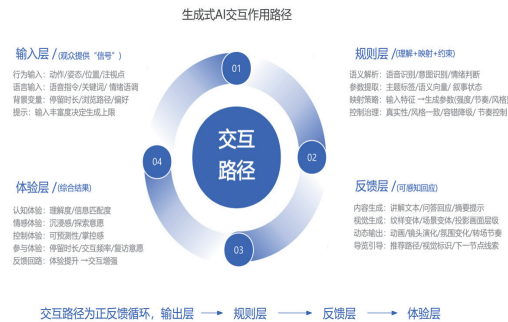 生成式AI交互作用路径
输入层 /(观众提供“信号”)
行为输入：动作/姿态/位置/注视点
语言输入：语音指令/关键词/ 情绪语调
背景变量：停留时长/浏览路径/偏好
提示：输入丰富度决定生成上限
规则层 /(理解+映射+约束)
语义解析：语音识别/意图识别/情绪判断
参数提取：主题标签/语义向量/ 叙事状态
映射策略：输入特征 →生成参数(强度/节奏/风格
控制治理：真实性/风格一致/容错降级/ 节奏控制
01
02
03
04
交互
路径
体验层 /(综合结果)
认知体验：理解度/信息匹配度
情感体验：沉浸感/探索意愿
控制体验：可预测性/掌控感
参与体验：停留时长/交互频率/复访意愿
反馈回路：体验提升 →交互增强
反馈层 /(可感知回应)
内容生成：讲解文本/问答回应/摘要提示
视觉生成：纹样变体/场景变体/投影画面层级
动态输出：动画/镜头演化/氛围变化/转场节奏
导览引导：推荐路径/视觉标识/下一节点线索
交互路径为正反馈循环，输出层 → 规则层 → 反馈层 → 体验层